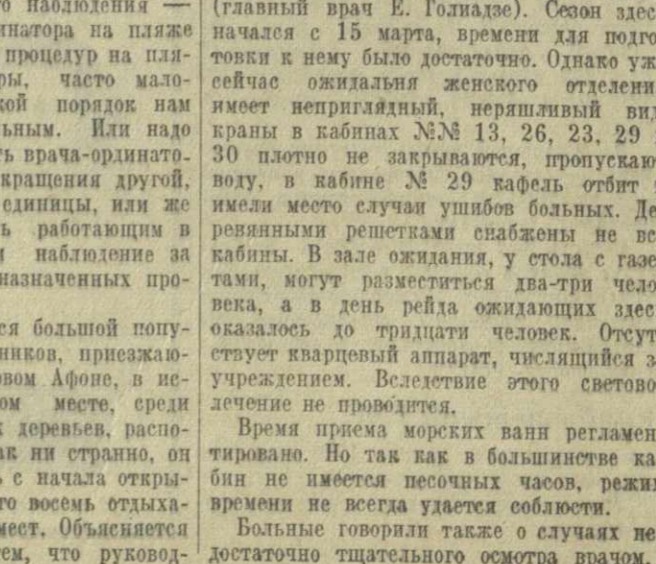 го наблюдения —
инатора на пляже
процедур на пля-
ры, часто мало-
кой порядок нам
ьным. Или надо
ть врача-ординато-
кращения другой,
единицы, или же
ь работающим в
и наблюдение за
назначенных про-
ся большой попу-
ников, приезжаю-
овом Афоне, в ис-
ом месте, среди
х деревьев, распо-
ак ни странно, он
ь с начала откры-
го восемь отдыха-
мест. Объясняется
тем, что руковод-
(главный врач Е. Голиадзе). Сезон здес
начался с 15 марта, времени для подго
товки к нему было достаточно. Однако уж
сейчас ожидальня женского отделени
имеет неприглядный, неряшливый вид
краны в кабинах №№ 13, 26, 23, 29
30 плотно не закрываются, пропускаю
воду, в кабине № 29 кафель отбит
имели место случаи ушибов больных. Де
ревянными решетками снабжены не вс
кабины. В зале ожидания, у стола с газе
тами, могут разместиться два-три чело
века, а в день рейда ожидающих здес
оказалось до тридцати человек. Отсут
ствует кварцевый аппарат, числящийся з
учреждением. Вследствие этого светово
лечение не проводится.
Время приема морских ванн регламен
тировано. Но так как в большинстве ка
бин не имеется песочных часов, режи
времени не всегда удается соблюсти.
Больные говорили также о случаях не
достаточно тщательного осмотра врачом.